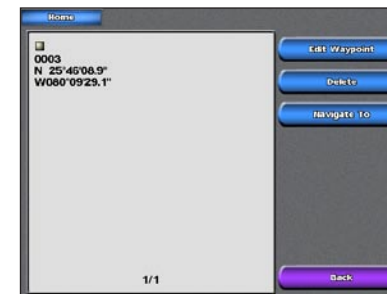 Home
0003
N 25°46'08.9"
W080°09'29.1"
1/1
Edit Waypoint
Delete
Navigate To
Back